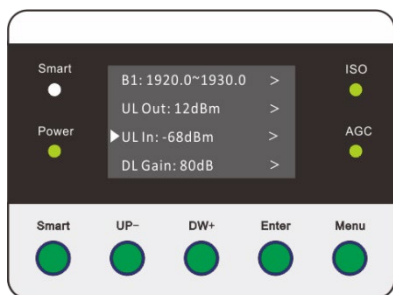 Smart
ISO
B1: 1920.0~1930.0 >
UL Out: 12dBm >
Power
AGC
UL In: -68dBm >
DL Gain: 80dB >
Smart UP- DW+ Enter Menu